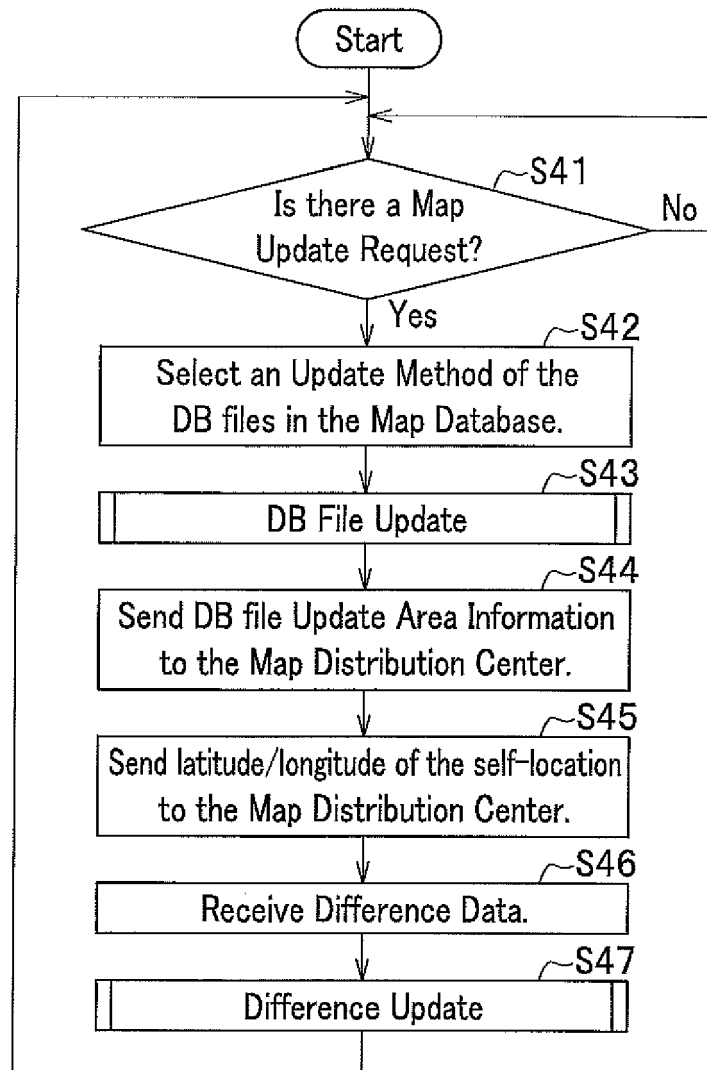 Start
S41
Is there a Map
Update Request?
No
Yes
S42
Select an Update Method of the
DB files in the Map Database.
S43
DB File Update
S44
Send DB file Update Area Information
to the Map Distribution Center.
S45
Send latitude/longitude of the self-location
to the Map Distribution Center.
S46
Receive Difference Data.
S47
Difference Update